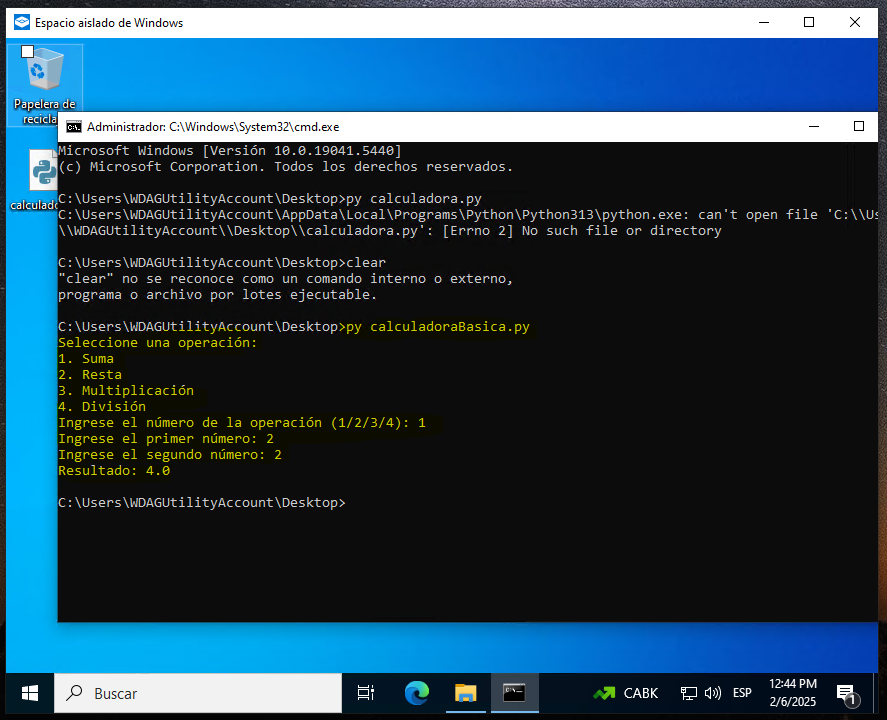 Espacio aislado de Windows
Papelera de
recicla
calculado
Administrador: C:\Windows\System32\cmd.exe
Microsoft Windows [Versión 10.0.19041.5440]
(c) Microsoft Corporation. Todos los derechos reservados.
C:\Users\WDAGUtilityAccount\Desktop>py calculadora.py
C:\Users\WDAGUtilityAccount\AppData\Local\Programs\Python\Python313\python.exe: can't open file 'C:\\Us
\\WDAGUtilityAccount\\Desktop\\calculadora.py': [Errno 2] No such file or directory
C:\Users\WDAGUtilityAccount\Desktop>clear
"clear" no se reconoce como un comando interno o externo,
programa o archivo por lotes ejecutable.
C:\Users\WDAGUtilityAccount\Desktop>py calculadoraBasica.py
Seleccione una operación:
1. Suma
2. Resta
3. Multiplicación
4. División
Ingrese el número de la operación (1/2/3/4): 1
Ingrese el primer número: 2
Ingrese el segundo número: 2
Resultado: 4.0
C:\Users\WDAGUtilityAccount\Desktop>
Buscar
CABK
ESP
12:44 PM
2/6/2025
1